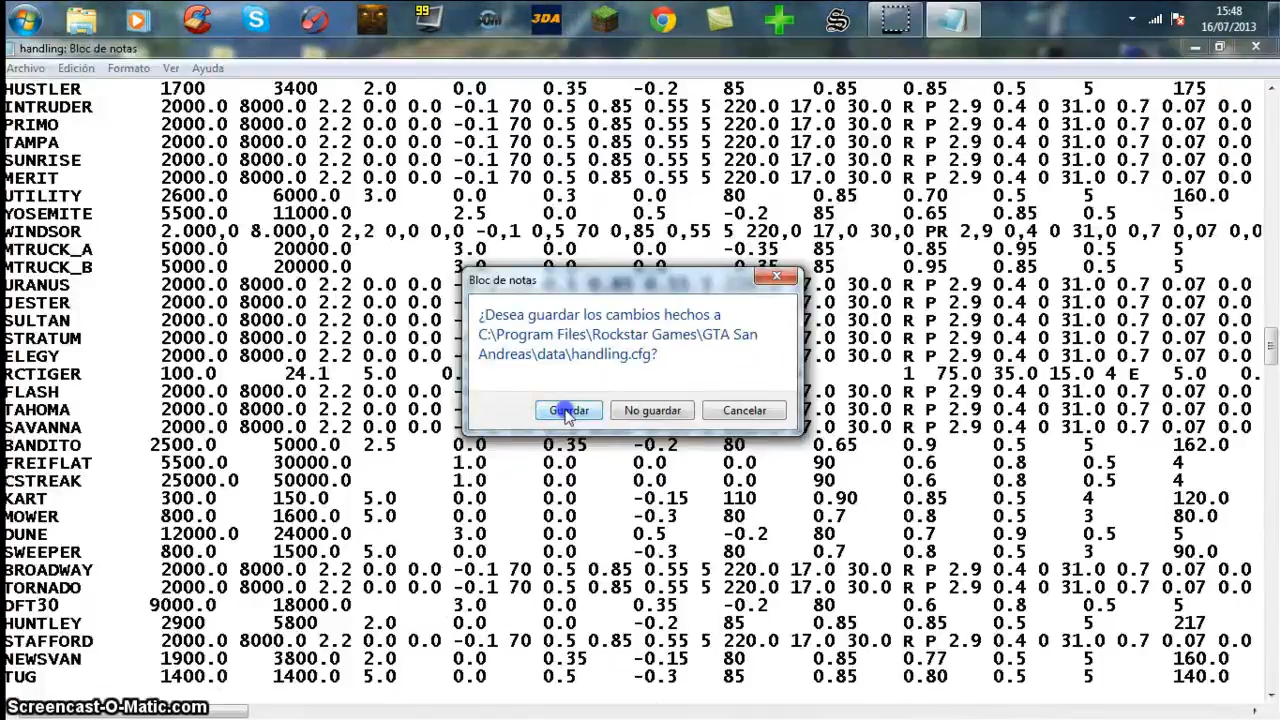 99
XM
3DA
15:48
16/07/2013
handling: Bloc de notas
Archivo Edición Formato Ver Ayuda
HUSTLER 1700 3400 2.0 0.0 0.35 -0.2 85 0.85 0.85 0.5 5 175
INTRUDER 2000.0 8000.0 2.2 0.0 0.0 -0.1 70 0.5 0.85 0.55 5 220.0 17.0 30.0 R P 2.9 0.4 0 31.0 0.7 0.07 0.0
PRIMO 2000.0 8000.0 2.2 0.0 0.0 -0.1 70 0.5 0.85 0.55 5 220.0 17.0 30.0 R P 2.9 0.4 0 31.0 0.7 0.07 0.0
TAMPA 2000.0 8000.0 2.2 0.0 0.0 -0.1 70 0.5 0.85 0.55 5 220.0 17.0 30.0 R P 2.9 0.4 0 31.0 0.7 0.07 0.0
SUNRISE 2000.0 8000.0 2.2 0.0 0.0 -0.1 70 0.5 0.85 0.55 5 220.0 17.0 30.0 R P 2.9 0.4 0 31.0 0.7 0.07 0.0
MERIT 2000.0 8000.0 2.2 0.0 0.0 -0.1 70 0.5 0.85 0.55 5 220.0 17.0 30.0 R P 2.9 0.4 0 31.0 0.7 0.07 0.0
UTILITY 2600.0 6000.0 3.0 0.0 0.3 0.0 80 0.85 0.70 0.5 5 160.0
YOSEMITE 5500.0 11000.0 2.5 0.0 0.5 -0.2 85 0.65 0.85 0.5 5
WINDSOR 2.000,0 8.000,0 2,2 0,0 0,0 -0,1 0,5 70 0,85 0,55 5 220,0 17,0 30,0 PR 2,9 0,4 0 31,0 0,7 0,07 0,0
MTRUCK_A 5000.0 20000.0 3.0 0.0 0.5 -0.35 85 0.85 0.95 0.5 5
MTRUCK_B 5000.0 20000.0 3.0 0.0 0.5 -0.35 85 0.95 0.85 0.5 5
URANUS 2000.0 8000.0 2.2 0.0 0.0 17.0 30.0 R P 2.9 0.4 0 31.0 0.7 0.07 0.0
JESTER 2000.0 8000.0 2.2 0.0 0.0 17.0 30.0 R P 2.9 0.4 0 31.0 0.7 0.07 0.0
SULTAN 2000.0 8000.0 2.2 0.0 0.0 17.0 30.0 R P 2.9 0.4 0 31.0 0.7 0.07 0.0
STRATUM 2000.0 8000.0 2.2 0.0 0.0 17.0 30.0 R P 2.9 0.4 0 31.0 0.7 0.07 0.0
ELEGY 2000.0 8000.0 2.2 0.0 0.0 17.0 30.0 R P 2.9 0.4 0 31.0 0.7 0.07 0.0
RCTIGER 100.0 24.1 5.0 0 1 75.0 35.0 15.0 4 E 5.0 0.
FLASH 2000.0 8000.0 2.2 0.0 0.0 17.0 30.0 R P 2.9 0.4 0 31.0 0.7 0.07 0.0
TAHOMA 2000.0 8000.0 2.2 0.0 0.0 17.0 30.0 R P 2.9 0.4 0 31.0 0.7 0.07 0.0
SAVANNA 2000.0 8000.0 2.2 0.0 0.0 17.0 30.0 R P 2.9 0.4 0 31.0 0.7 0.07 0.0
BANDITO 2500.0 5000.0 2.5 0.0 0.35 -0.2 80 0.65 0.9 0.5 5 162.0
FREIFLAT 5500.0 30000.0 1.0 0.0 0.0 0.0 90 0.6 0.8 0.5 4
CSTREAK 25000.0 50000.0 1.0 0.0 0.0 0.0 90 0.6 0.8 0.5 4
KART 300.0 150.0 5.0 0.0 0.0 -0.15 110 0.90 0.85 0.5 4 120.0
MOWER 800.0 1600.0 5.0 0.0 0.0 -0.3 80 0.7 0.8 0.5 3 80.0
DUNE 12000.0 24000.0 3.0 0.0 0.5 -0.2 80 0.7 0.9 0.5 5
SWEEPER 800.0 1500.0 5.0 0.0 0.0 -0.3 80 0.7 0.8 0.5 3 90.0
BROADWAY 2000.0 8000.0 2.2 0.0 0.0 -0.1 70 0.5 0.85 0.55 5 220.0 17.0 30.0 R P 2.9 0.4 0 31.0 0.7 0.07 0.0
TORNADO 2000.0 8000.0 2.2 0.0 0.0 -0.1 70 0.5 0.85 0.55 5 220.0 17.0 30.0 R P 2.9 0.4 0 31.0 0.7 0.07 0.0
DFT30 9000.0 18000.0 3.0 0.0 0.35 -0.2 80 0.6 0.8 0.5 5
HUNTLEY 2900 5800 2.0 0.0 0.0 -0.2 85 0.85 0.85 0.5 5 217
STAFFORD 2000.0 8000.0 2.2 0.0 0.0 -0.1 70 0.5 0.85 0.55 5 220.0 17.0 30.0 R P 2.9 0.4 0 31.0 0.7 0.07 0.0
NEWSVAN 1900.0 3800.0 2.0 0.0 0.35 -0.15 80 0.85 0.77 0.5 5 160.0
TUG 1400.0 1400.0 5.0 0.0 0.5 -0.3 85 0.85 0.80 0.5 5 140.0
Bloc de notas
¿Desea guardar los cambios hechos a
C:\Program Files\Rockstar Games\GTA San
Andreas\data\handling.cfg?
Guardar No guardar Cancelar
Screencast-O-Matic.com